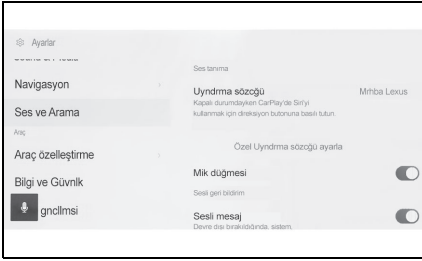 Ayarlar
Navigasyon
Ses ve Arama
Araç
Araç özelleştirme
Bilgi ve Güvnlk
gncllmsi
Ses tanıma
Uyndrma sözcğü
Mrhba Lexus
Kapalı durumdayken CarPlay'de Siri'yi
kullanmak için direksiyon butonuna basılı tutun.
Özel Uyndrma sözcüğü ayarla
Mik düğmesi
Sesli geri bildirim
Sesli mesaj
Devre dışı bırakıldığında, sistem,